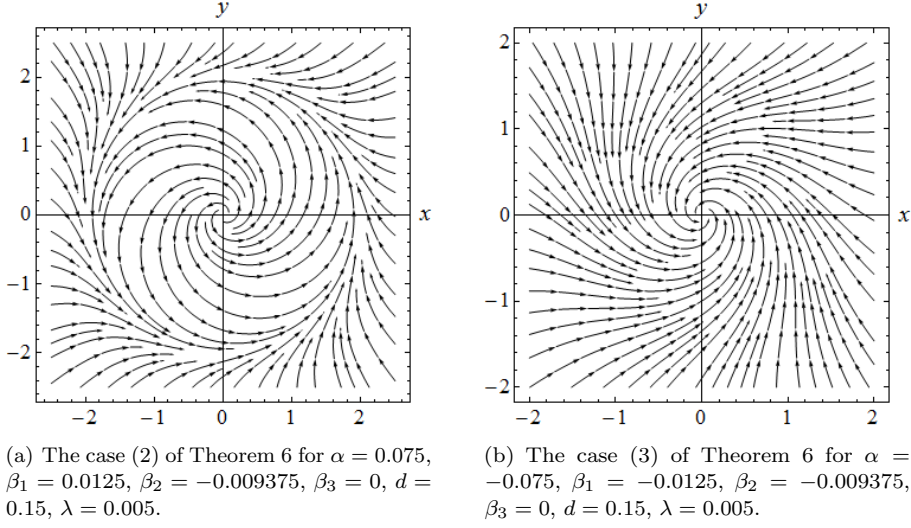 y
2
1
0
−1
−2
−2
−1
0
1
2
x
y
2
1
0
−1
−2
−2
−1
0
1
2
x
(a) The case (2) of Theorem 6 for α = 0.075,
β₁ = 0.0125, β₂ = −0.009375, β₃ = 0, d =
0.15, λ = 0.005.
(b) The case (3) of Theorem 6 for α =
−0.075, β₁ = −0.0125, β₂ = −0.009375,
β₃ = 0, d = 0.15, λ = 0.005.